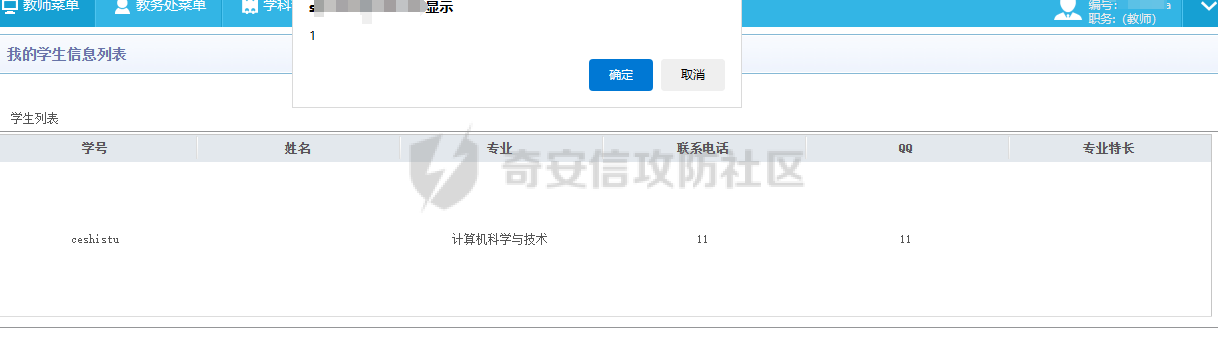 教师菜单 教务处菜单 学科 编号: a
职务: (教师)
显示
1
确定 取消
我的学生信息列表
学生列表
学号 姓名 专业 联系电话 QQ 专业特长
奇安信攻防社区
ceshistu 计算机科学与技术 11 11